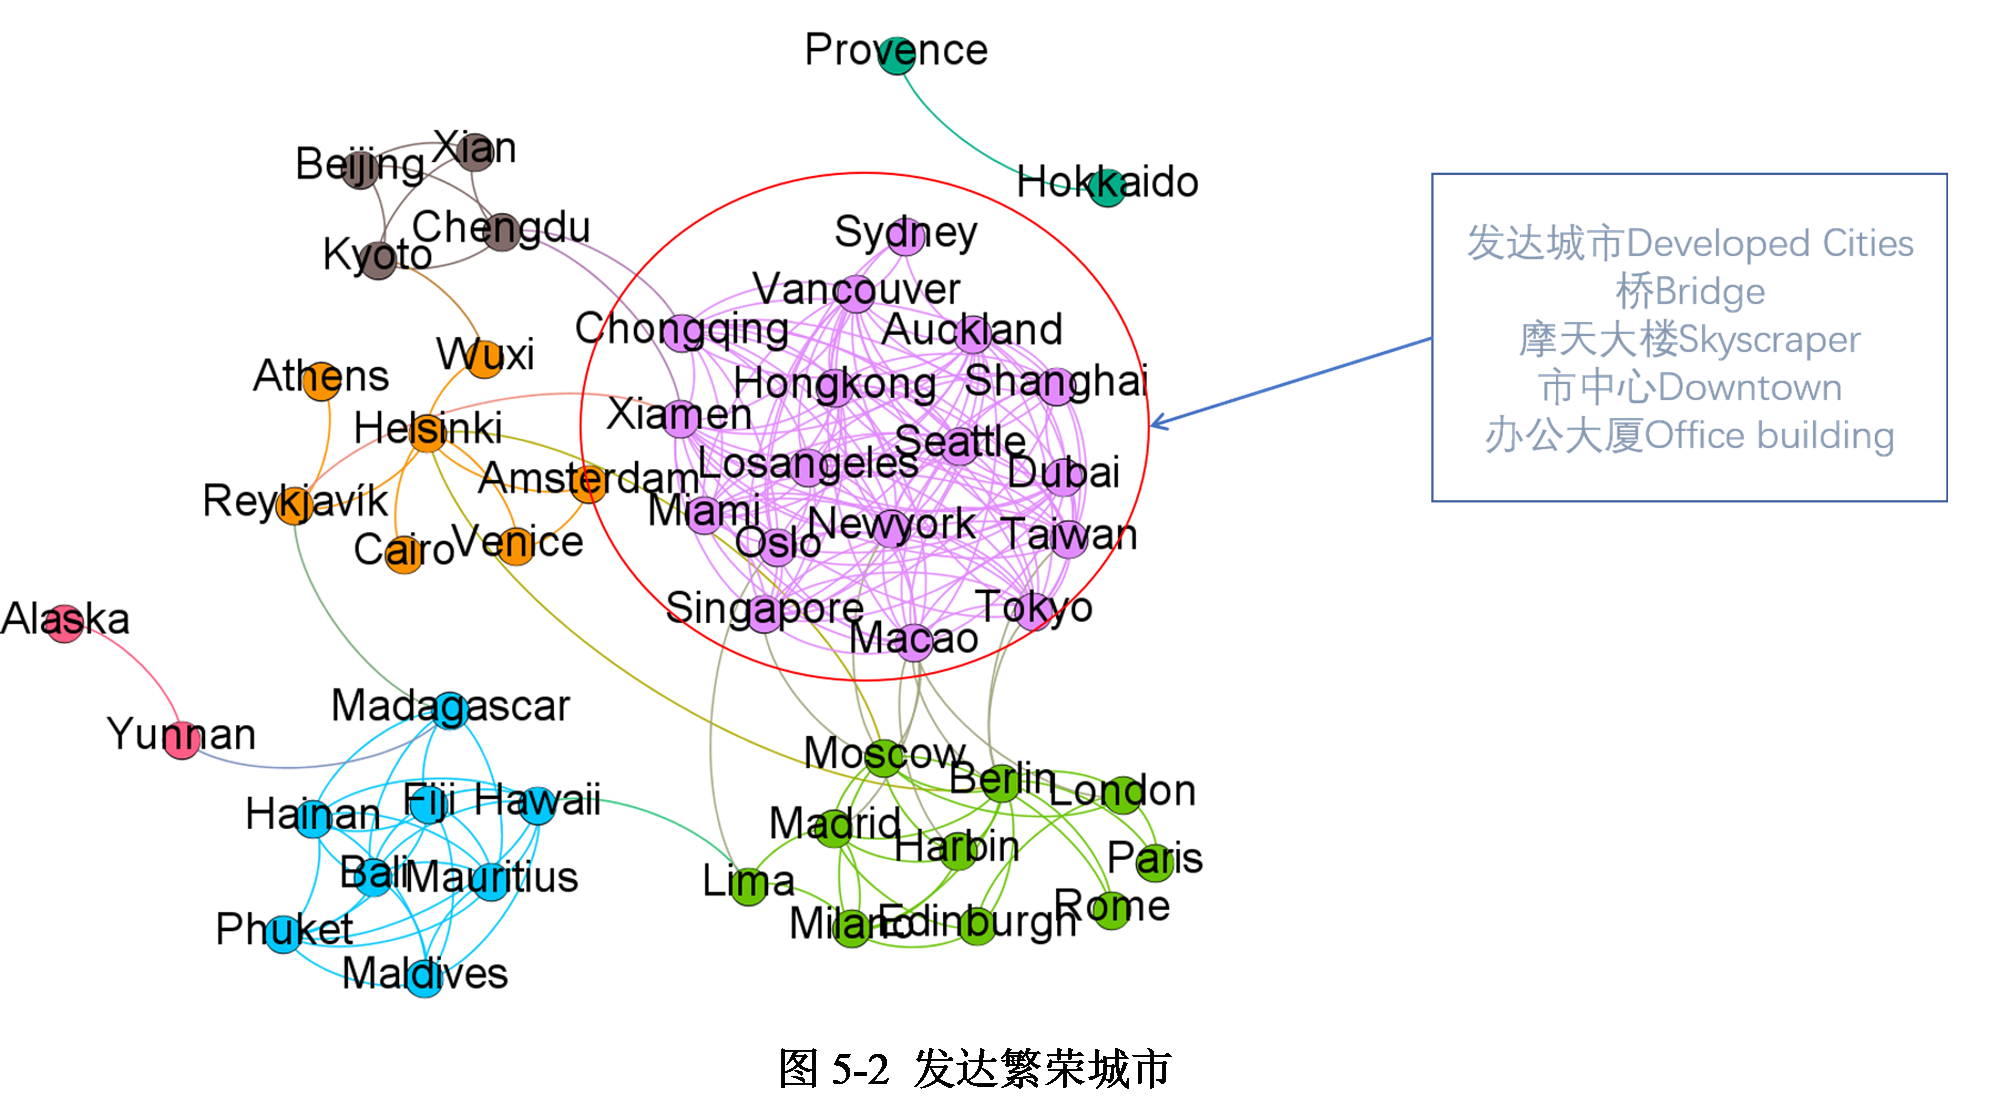 Provence
Hokkaido
Beijing
Xian
Chengdu
Kyoto
Sydney
Vancouver
Chongqing
Auckland
Wuxi
Athens
Hongkong
Shanghai
Xiamen
Helsinki
Seattle
Losangeles
Dubai
Amsterdam
Reykjavík
Miami
Newyork
Oslo
Taiwan
Cairo
Venice
Singapore
Tokyo
Macao
Alaska
Yunnan
Madagascar
Hainan
Fiji
Hawaii
Bali
Mauritius
Phuket
Maldives
Moscow
Berlin
London
Madrid
Harbin
Paris
Lima
Rome
Milano
Edinburgh
发达城市Developed Cities
桥Bridge
摩天大楼Skyscraper
市中心Downtown
办公大厦Office building
图 5-2 发达繁荣城市